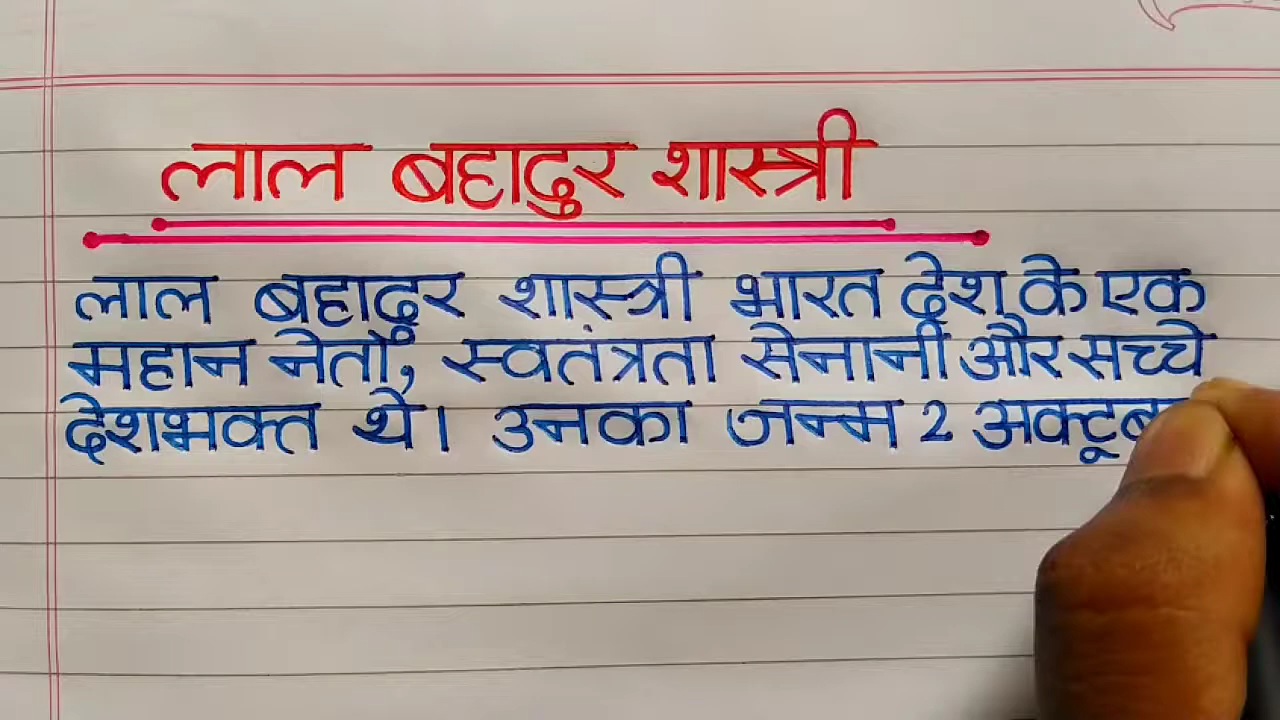 लाल बहादुर शास्त्री
लाल बहादुर शास्त्री भारत देश के एक
महान नेता, स्वतंत्रता सेनानी और सच्चे
देशभक्त थे। उनका जन्म 2